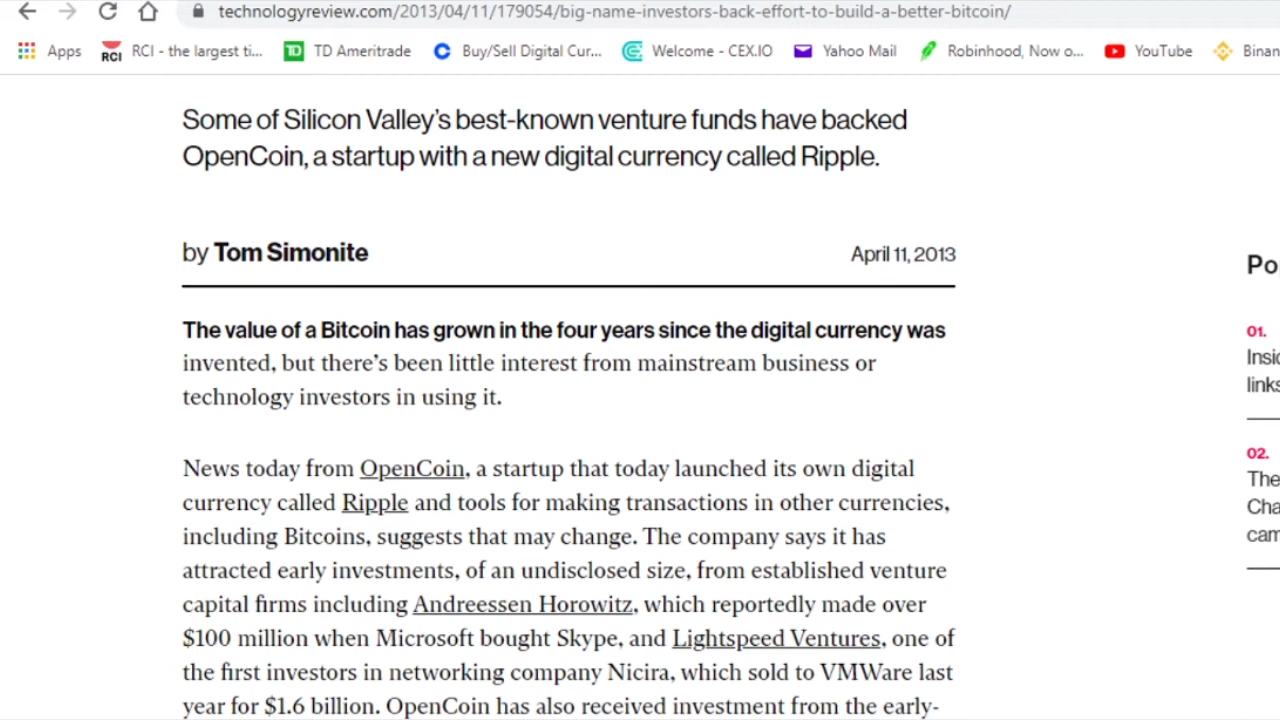 technologyreview.com/2013/04/11/179054/big-name-investors-back-effort-to-build-a-better-bitcoin/
Apps RCI RCI - the largest ti... TD TD Ameritrade Buy/Sell Digital Cur... Welcome - CEX.IO Yahoo Mail Robinhood, Now o... YouTube Binan
Some of Silicon Valley's best-known venture funds have backed
OpenCoin, a startup with a new digital currency called Ripple.
by Tom Simonite April 11, 2013
The value of a Bitcoin has grown in the four years since the digital currency was
invented, but there's been little interest from mainstream business or
technology investors in using it.
News today from OpenCoin, a startup that today launched its own digital
currency called Ripple and tools for making transactions in other currencies,
including Bitcoins, suggests that may change. The company says it has
attracted early investments, of an undisclosed size, from established venture
capital firms including Andreessen Horowitz, which reportedly made over
$100 million when Microsoft bought Skype, and Lightspeed Ventures, one of
the first investors in networking company Nicira, which sold to VMWare last
year for $1.6 billion. OpenCoin has also received investment from the early-
Po
01.
Insi
links
02.
The
Cha
cam